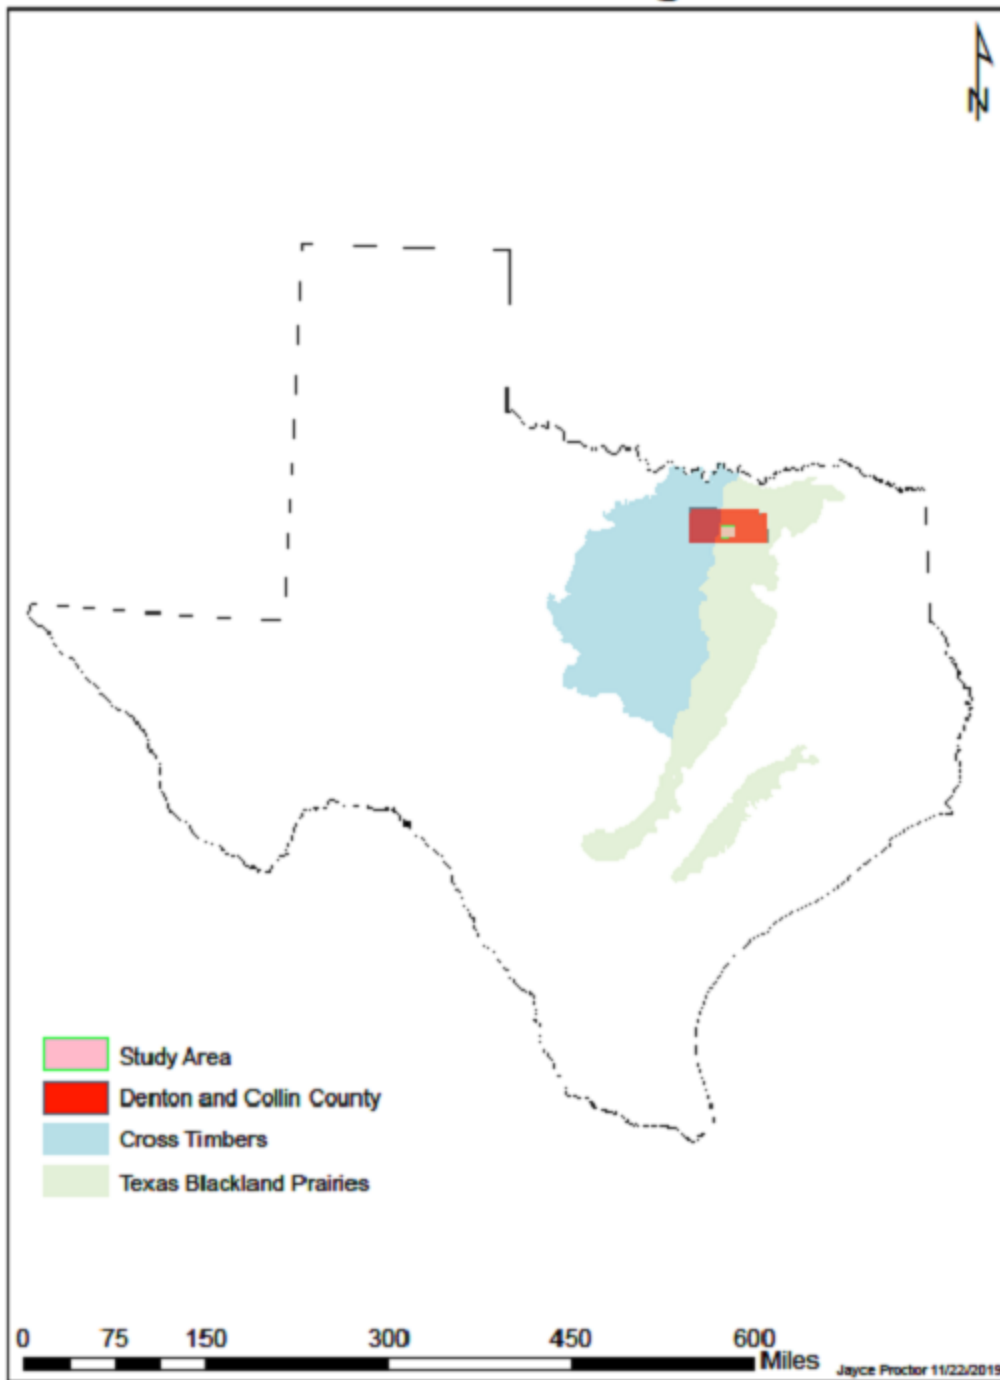 N
Study Area
Denton and Collin County
Cross Timbers
Texas Blackland Prairies
0 75 150 300 450 600
Miles
Jayce Proctor 11/22/2019